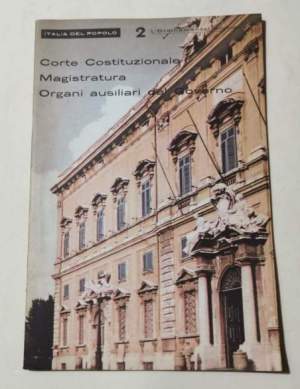 ITALIA DEL POPOLO 2
Corte Costituzionale
Magistratura
Organi ausiliari del Governo